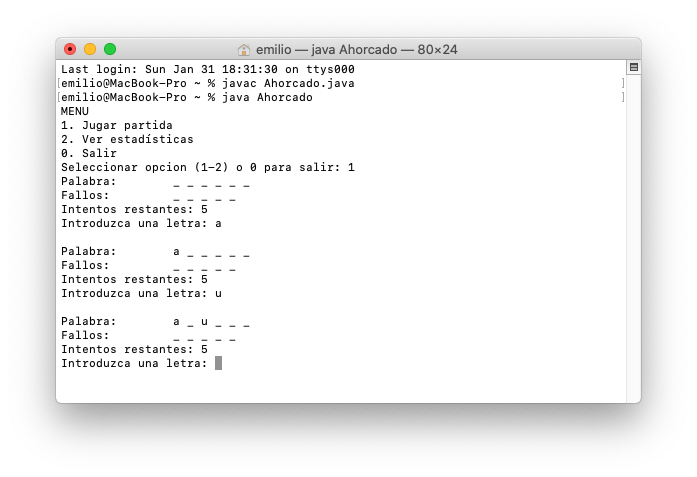 emilio — java Ahorcado — 80×24
Last login: Sun Jan 31 18:31:30 on ttys000
[emilio@MacBook-Pro ~ % javac Ahorcado.java ]
[emilio@MacBook-Pro ~ % java Ahorcado ]
MENU
1. Jugar partida
2. Ver estadísticas
0. Salir
Seleccionar opcion (1-2) o 0 para salir: 1
Palabra: _ _ _ _ _ _
Fallos: _ _ _ _ _
Intentos restantes: 5
Introduzca una letra: a
Palabra: a _ _ _ _ _
Fallos: _ _ _ _ _
Intentos restantes: 5
Introduzca una letra: u
Palabra: a _ u _ _ _
Fallos: _ _ _ _ _
Intentos restantes: 5
Introduzca una letra: